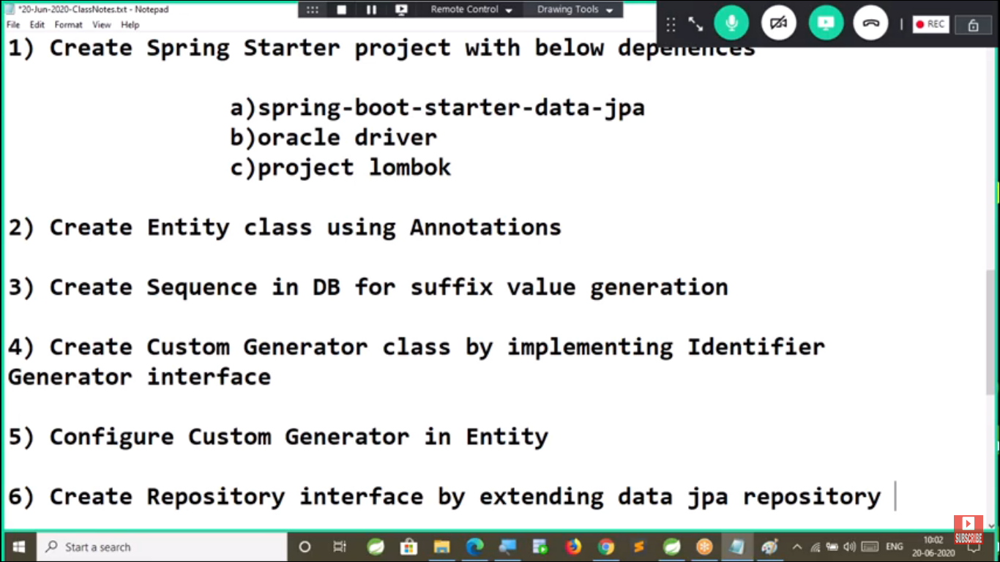 *20-Jun-2020-ClassNotes.txt - Notepad
Remote Control
Drawing Tools
REC
File Edit Format View Help
1) Create Spring Starter project with below depenences
a)spring-boot-starter-data-jpa
b)oracle driver
c)project lombok
2) Create Entity class using Annotations
3) Create Sequence in DB for suffix value generation
4) Create Custom Generator class by implementing Identifier
Generator interface
5) Configure Custom Generator in Entity
6) Create Repository interface by extending data jpa repository
SUBSCRIBE
Start a search
ENG
10:02
20-06-2020